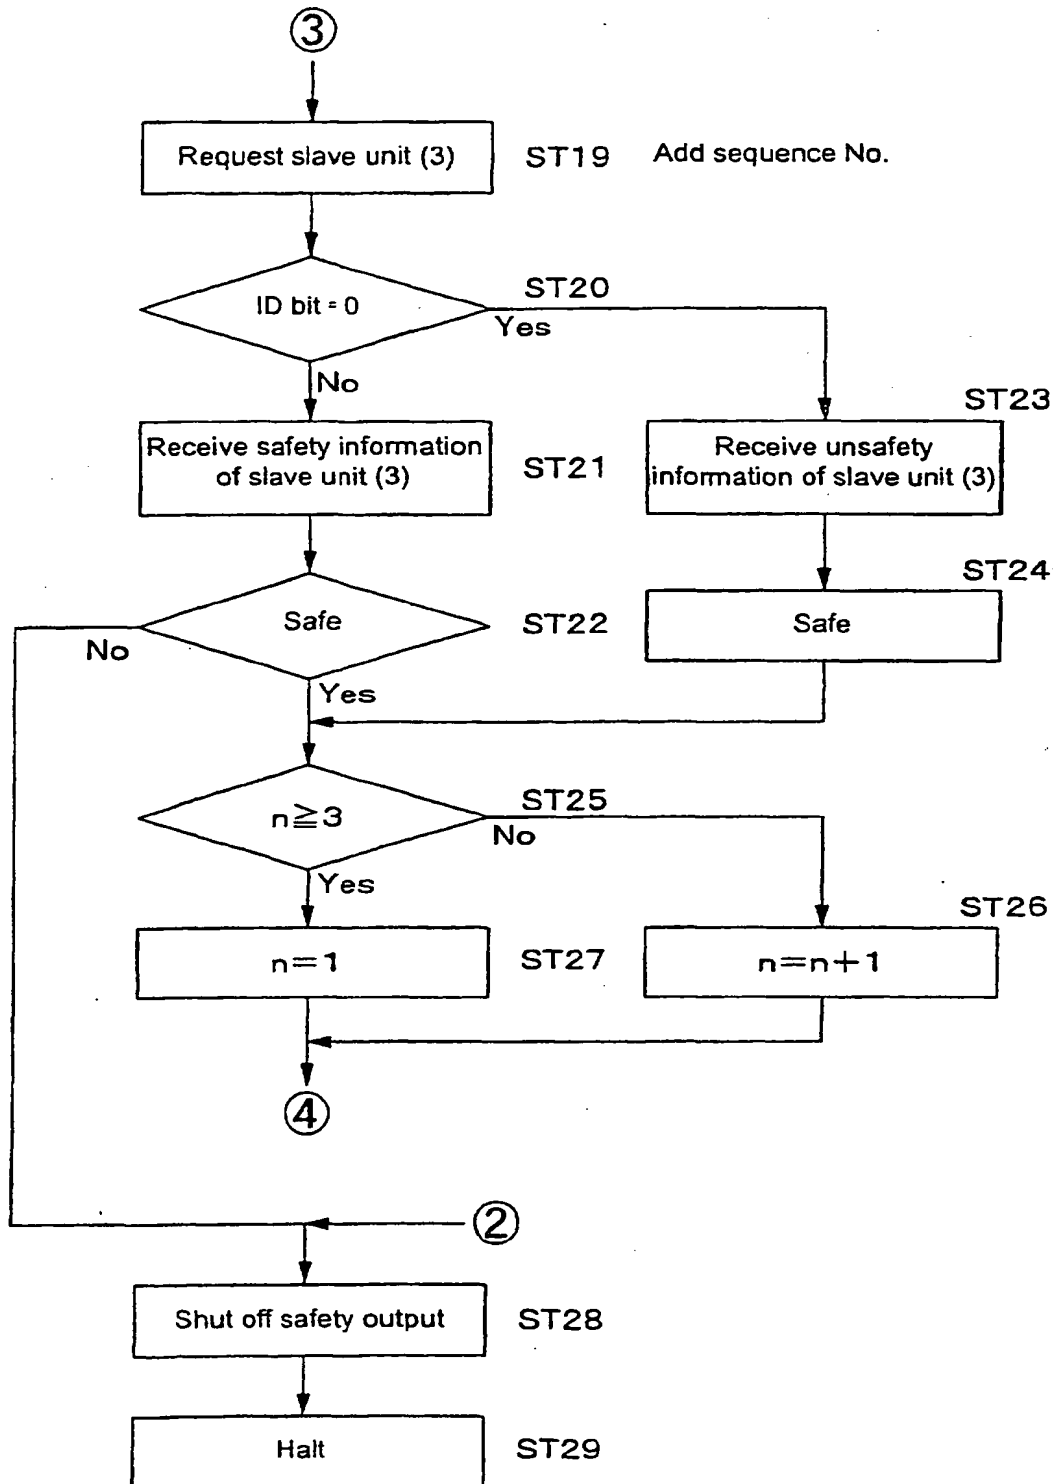 ③
Request slave unit (3)
ST19
Add sequence No.
ID bit = 0
ST20
Yes
No
ST23
Receive safety information
of slave unit (3)
ST21
Receive unsafety
information of slave unit (3)
ST24
Safe
ST22
Safe
No
Yes
n≧3
ST25
No
Yes
ST26
n=1
ST27
n=n+1
④
②
Shut off safety output
ST28
Halt
ST29